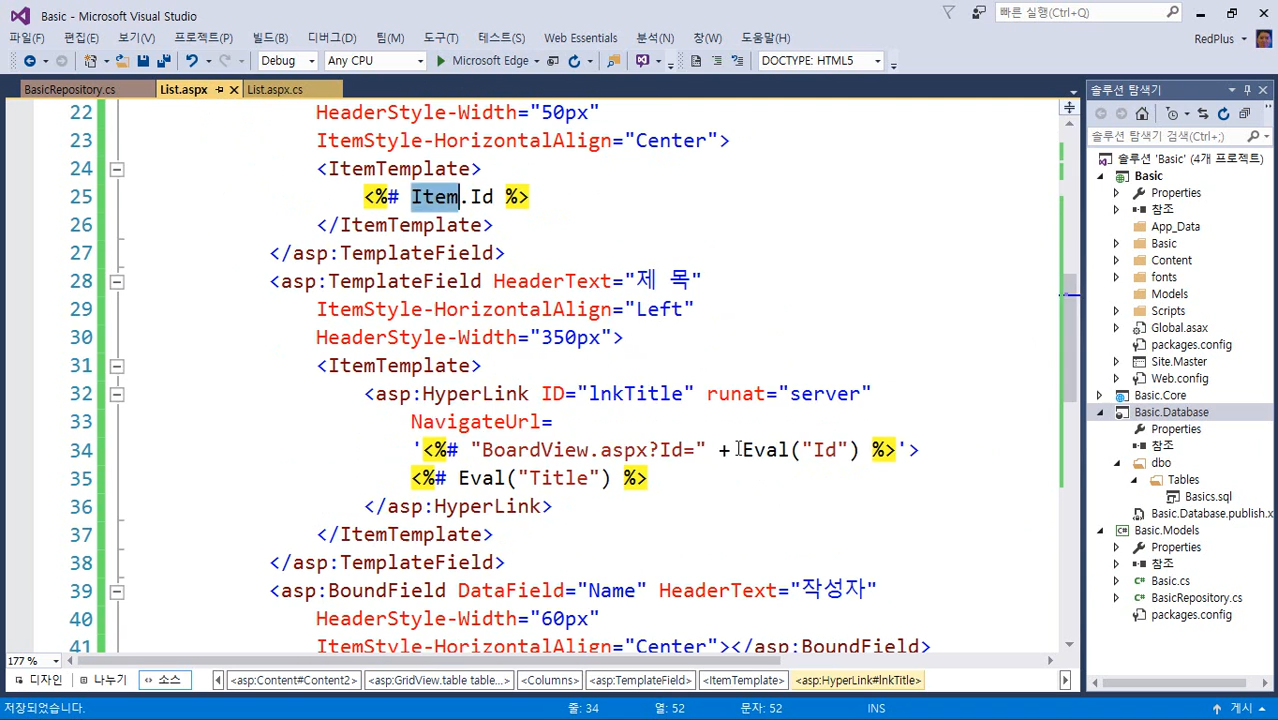 Basic - Microsoft Visual Studio
빠른 실행(Ctrl+Q)
파일(F) 편집(E) 보기(V) 프로젝트(P) 빌드(B) 디버그(D) 팀(M) 도구(T) 테스트(S) Web Essentials 분석(N) 창(W) 도움말(H)
RedPlus
Debug Any CPU Microsoft Edge DOCTYPE: HTML5
BasicRepository.cs List.aspx List.aspx.cs
22 HeaderStyle-Width="50px"
23 ItemStyle-HorizontalAlign="Center">
24 <ItemTemplate>
25 <%# Item.Id %>
26 </ItemTemplate>
27 </asp:TemplateField>
28 <asp:TemplateField HeaderText="제 목"
29 ItemStyle-HorizontalAlign="Left"
30 HeaderStyle-Width="350px">
31 <ItemTemplate>
32 <asp:HyperLink ID="lnkTitle" runat="server"
33 NavigateUrl=
34 '<%# "BoardView.aspx?Id=" + Eval("Id") %>'>
35 <%# Eval("Title") %>
36 </asp:HyperLink>
37 </ItemTemplate>
38 </asp:TemplateField>
39 <asp:BoundField DataField="Name" HeaderText="작성자"
40 HeaderStyle-Width="60px"
41 ItemStyle-HorizontalAlign="Center"></asp:BoundField>
177 %
디자인 나누기 소스 <asp:Content#Content2> <asp:GridView.table table...> <Columns> <asp:TemplateField> <ItemTemplate> <asp:HyperLink#lnkTitle>
저장되었습니다. 줄: 34 열: 52 문자: 52 INS 게시
솔루션 탐색기
솔루션 탐색기 검색(Ctrl+;)
솔루션 'Basic' (4개 프로젝트)
Basic
Properties
참조
App_Data
Basic
Content
fonts
Models
Scripts
Global.asax
packages.config
Site.Master
Web.config
Basic.Core
Basic.Database
Properties
참조
dbo
Tables
Basics.sql
Basic.Database.publish.x
Basic.Models
Properties
참조
Basic.cs
BasicRepository.cs
packages.config